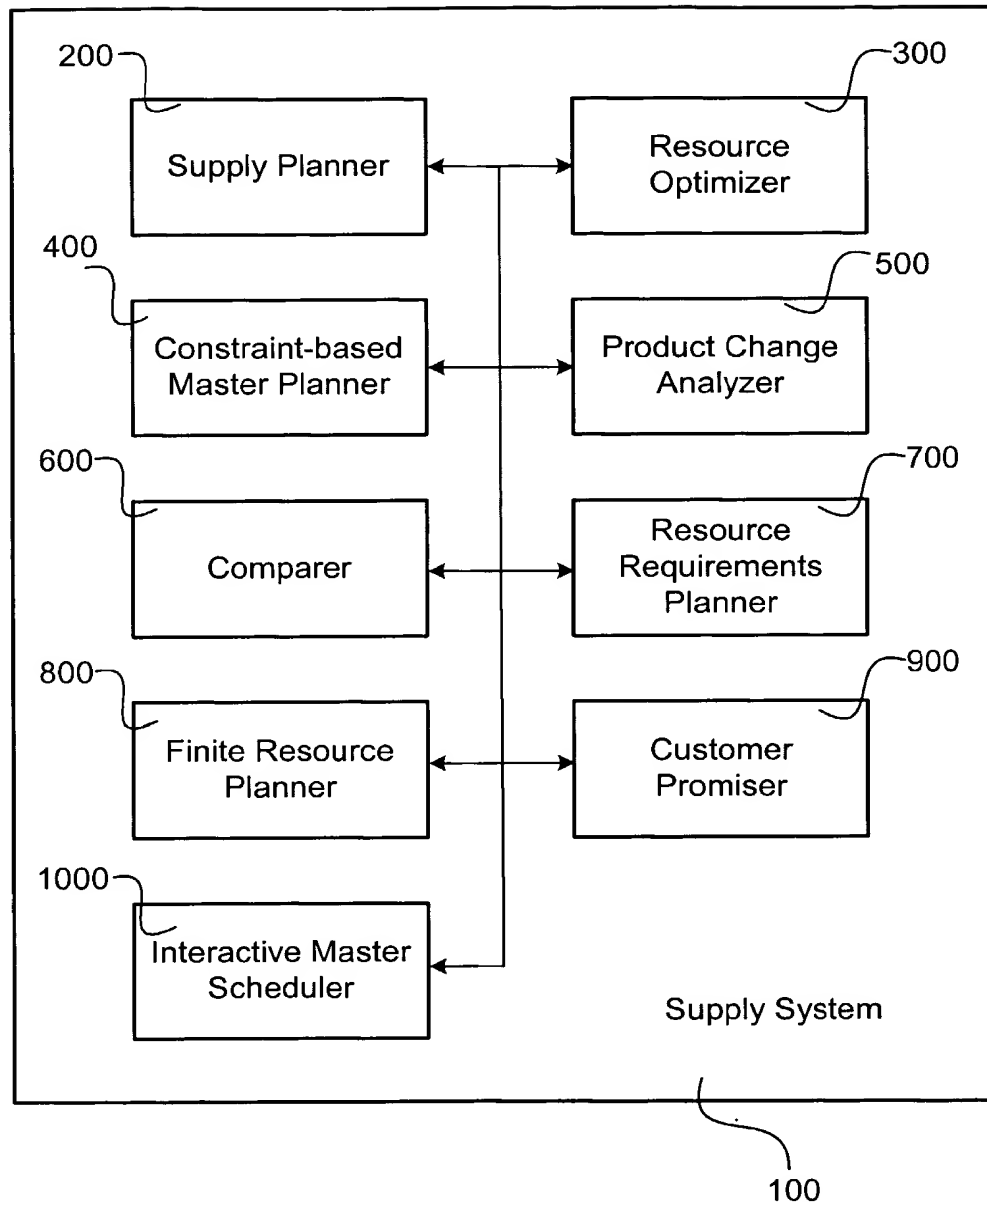 200
300
Supply Planner
Resource
Optimizer
400
500
Constraint-based
Master Planner
Product Change
Analyzer
600
700
Comparer
Resource
Requirements
Planner
800
900
Finite Resource
Planner
Customer
Promiser
1000
Interactive Master
Scheduler
Supply System
100